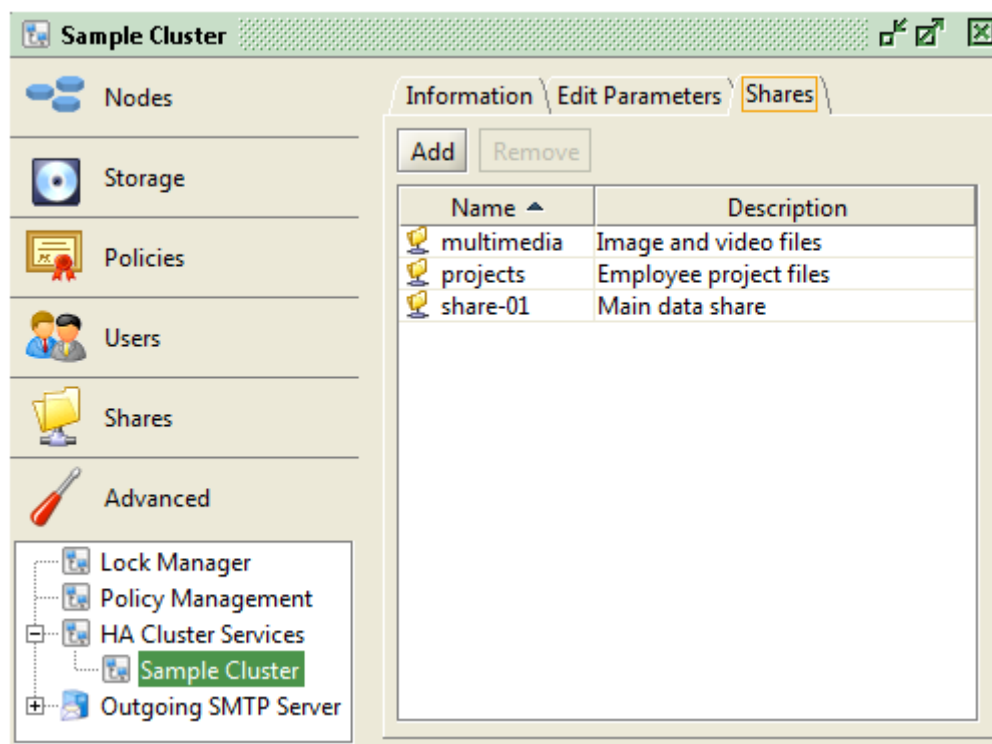 Sample Cluster
Nodes
Storage
Policies
Users
Shares
Advanced
Lock Manager
Policy Management
HA Cluster Services
Sample Cluster
Outgoing SMTP Server
Information Edit Parameters Shares
Add Remove
Name Description
multimedia Image and video files
projects Employee project files
share-01 Main data share